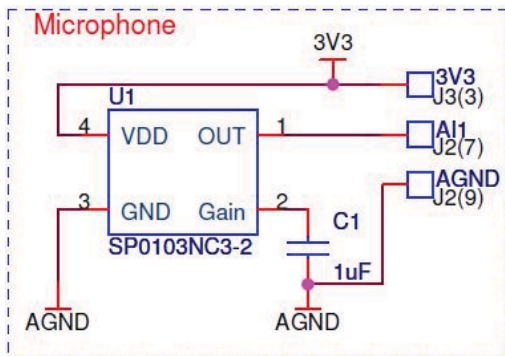 Microphone
3V3
3V3
J3(3)
U1
4 VDD OUT 1
AI1
J2(7)
AGND
J2(9)
3 GND Gain 2
C1
SP0103NC3-2
1uF
AGND
AGND